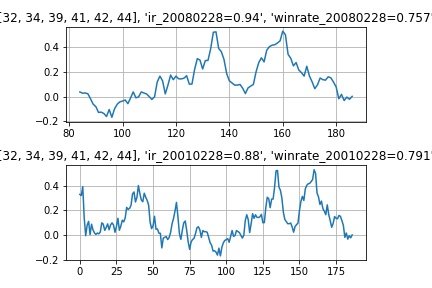 [32, 34, 39, 41, 42, 44], 'ir_20080228=0.94', 'winrate_20080228=0.757'
0.4
0.2
0.0
−0.2
80 100 120 140 160 180
[32, 34, 39, 41, 42, 44], 'ir_20010228=0.88', 'winrate_20010228=0.791'
0.4
0.2
0.0
−0.2
0 25 50 75 100 125 150 175